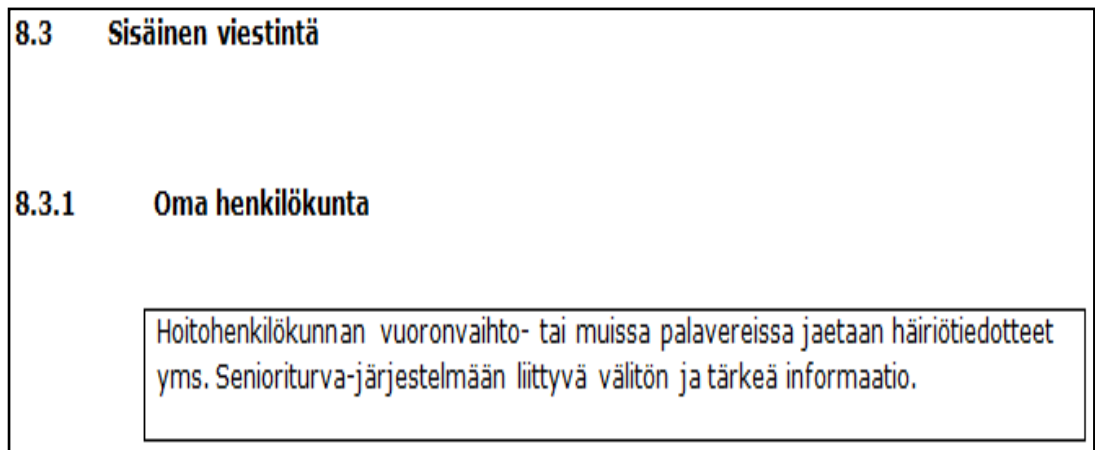 8.3 Sisäinen viestintä
8.3.1 Oma henkilökunta
Hoitohenkilökunnan vuoronvaihto- tai muissa palavereissa jaetaan häiriötiedotteet
yms. Senioriturva-järjestelmään liittyvä välitön ja tärkeä informaatio.